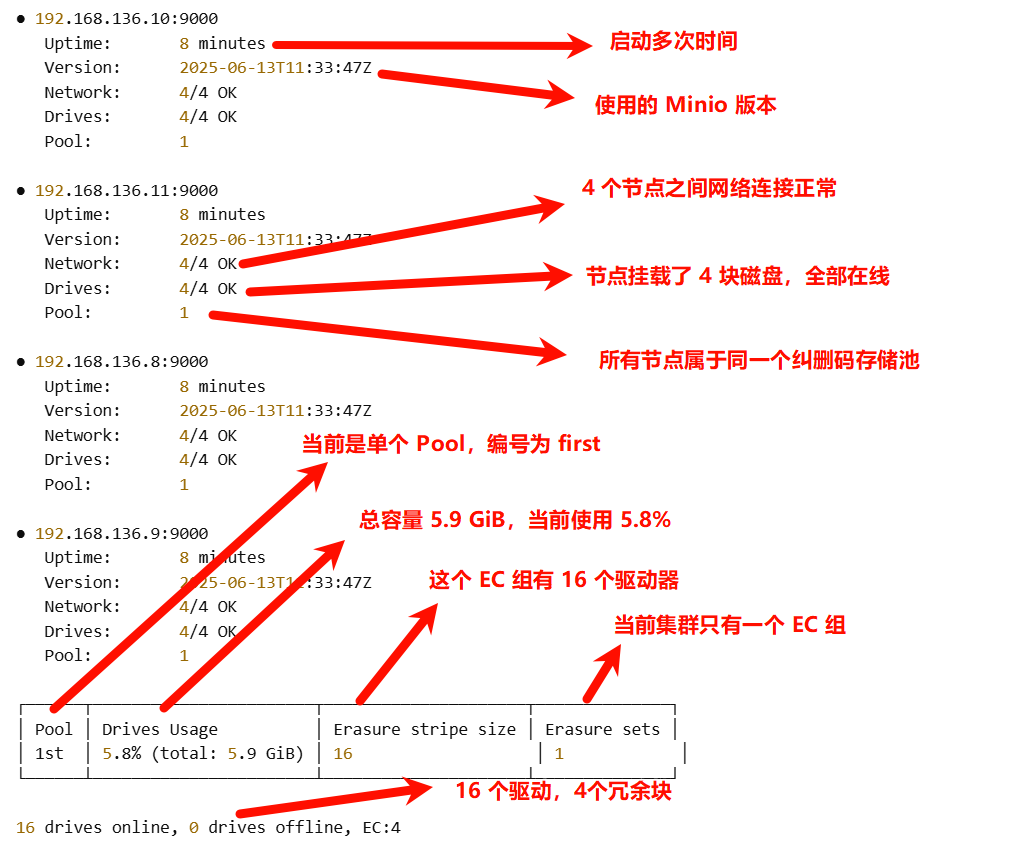 ● 192.168.136.10:9000
Uptime: 8 minutes
启动多次时间
Version: 2025-06-13T11:33:47Z
使用的 Minio 版本
Network: 4/4 OK
Drives: 4/4 OK
Pool: 1
● 192.168.136.11:9000
4 个节点之间网络连接正常
Uptime: 8 minutes
Version: 2025-06-13T11:33:47Z
Network: 4/4 OK
节点挂载了 4 块磁盘，全部在线
Drives: 4/4 OK
Pool: 1
所有节点属于同一个纠删码存储池
● 192.168.136.8:9000
Uptime: 8 minutes
Version: 2025-06-13T11:33:47Z
Network: 4/4 OK
当前是单个 Pool，编号为 first
Drives: 4/4 OK
Pool: 1
总容量 5.9 GiB，当前使用 5.8%
● 192.168.136.9:9000
Uptime: 8 minutes
这个 EC 组有 16 个驱动器
Version: 2025-06-13T11:33:47Z
Network: 4/4 OK
当前集群只有一个 EC 组
Drives: 4/4 OK
Pool: 1
Pool │ Drives Usage │ Erasure stripe size │ Erasure sets
1st │ 5.8% (total: 5.9 GiB) │ 16 │ 1
16 个驱动，4个冗余块
16 drives online, 0 drives offline, EC:4